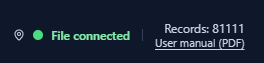 File connected
Records: 81111
User manual (PDF)